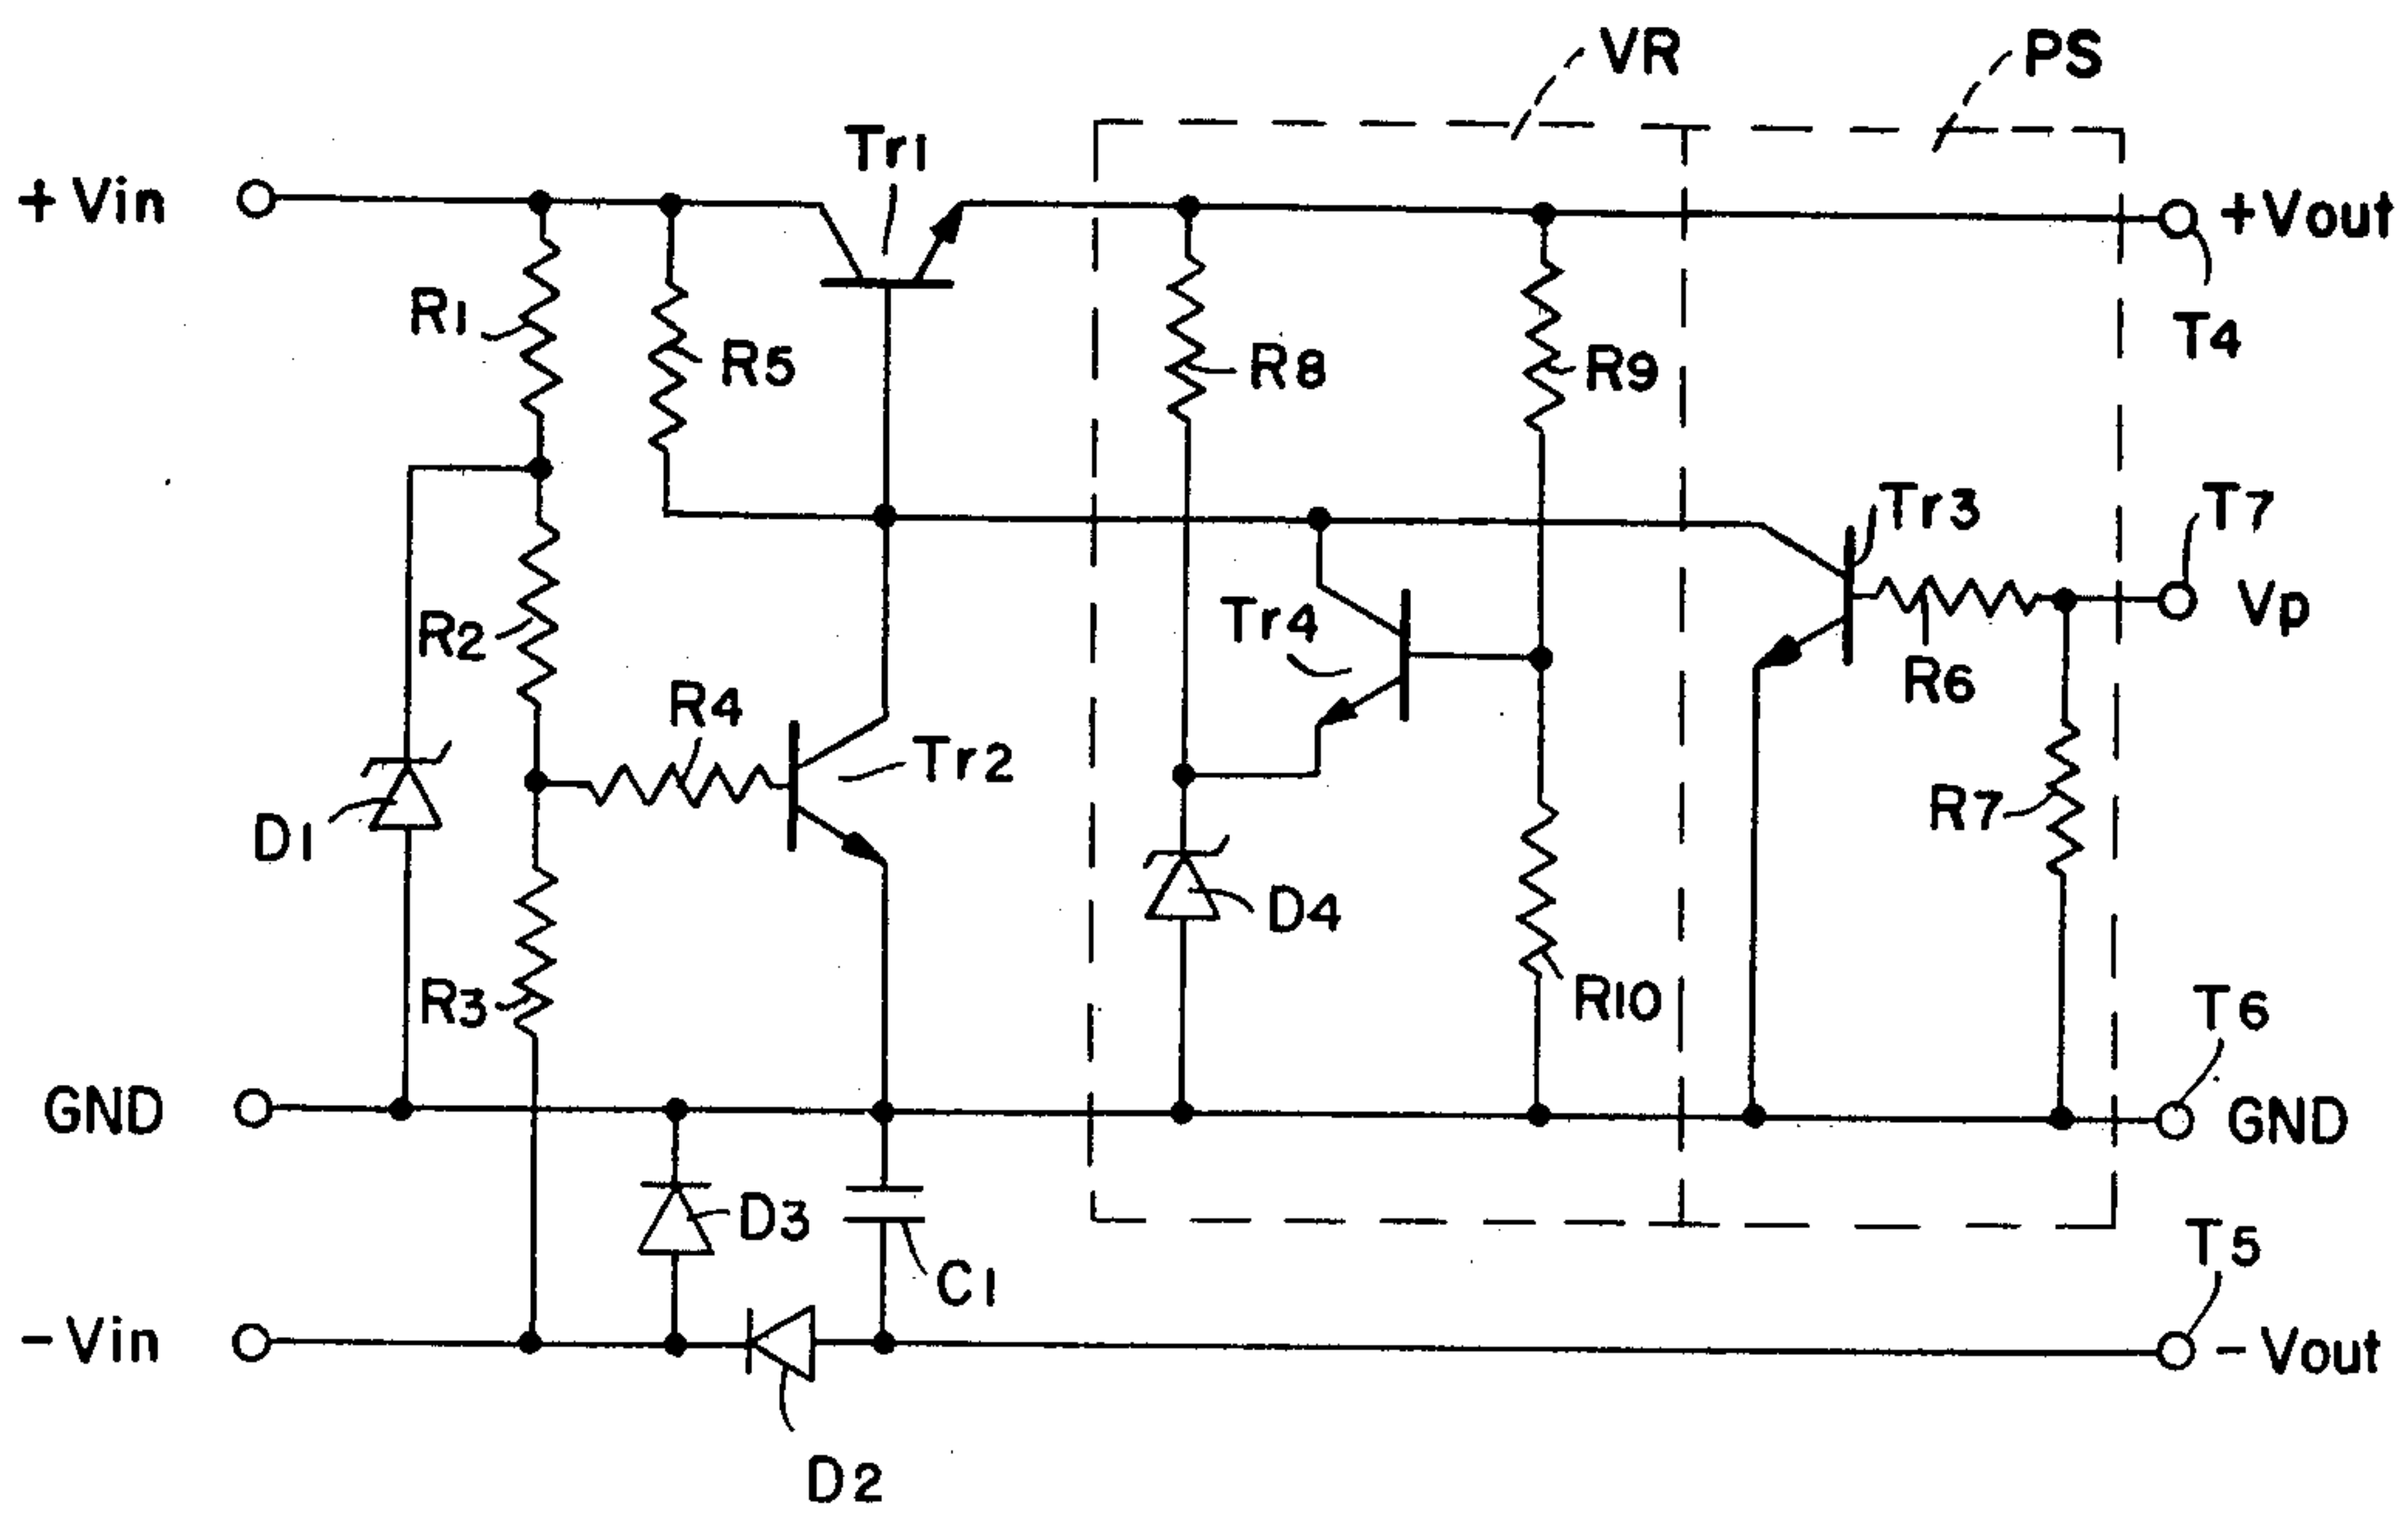 VR
PS
Tr1
+Vin
+Vout
R1
R5
R8
R9
T4
Tr3
T7
Vp
R2
Tr4
R6
R4
Tr2
D1
R7
D4
R3
R10
T6
GND
GND
D3
C1
T5
-Vin
-Vout
D2